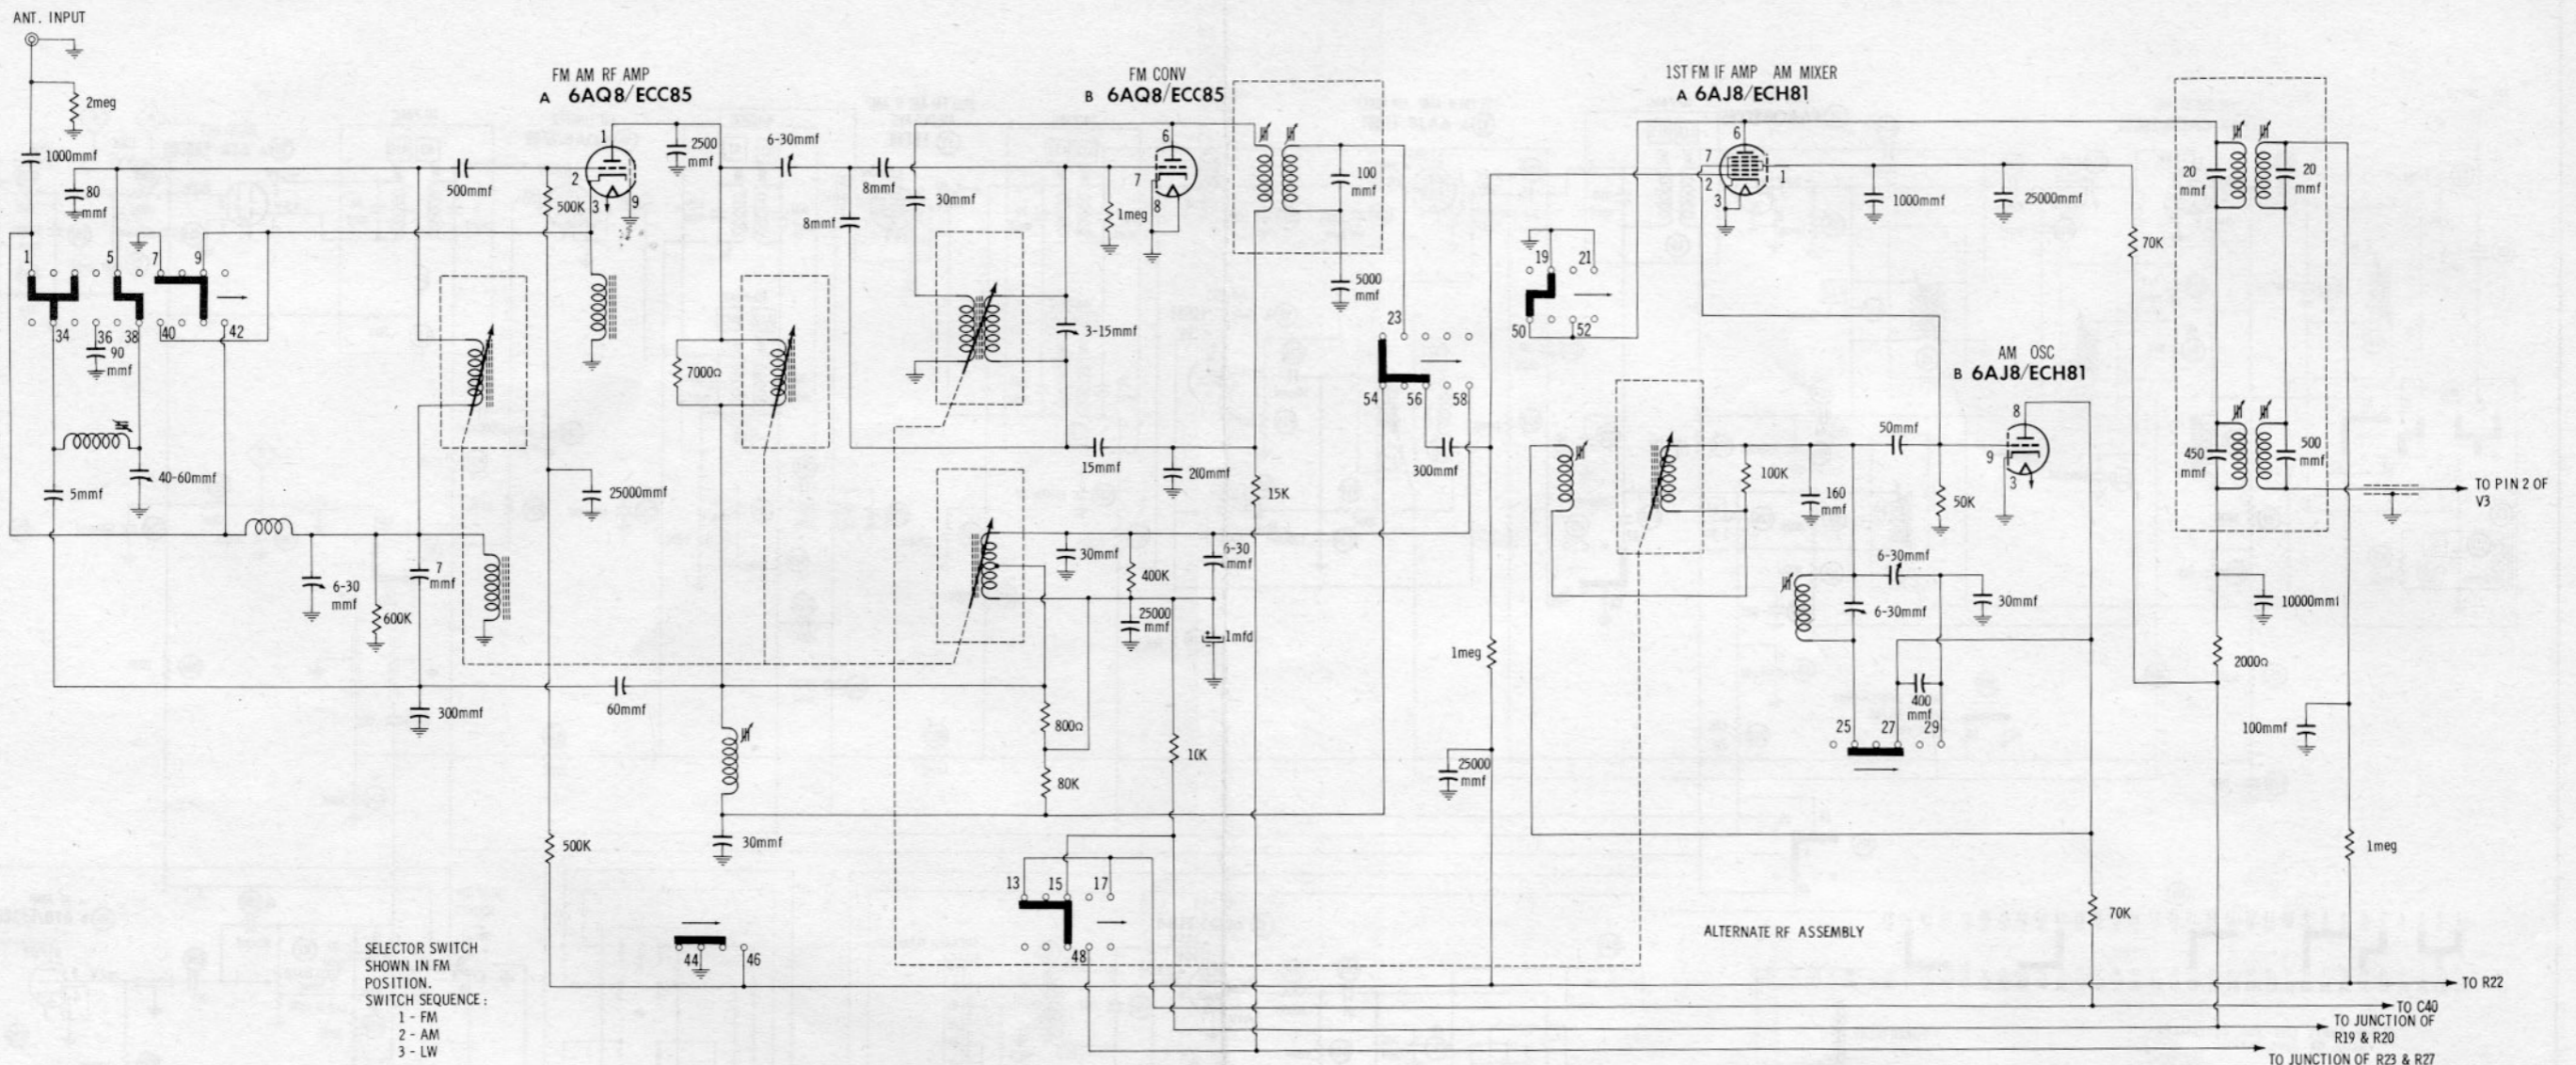 ANT. INPUT
2meg
1000mmf
80
mmf
1
5
7
9
34
36
38
40
42
90
mmf
40-60mmf
5mmf
6-30
mmf
600K
7
mmf
300mmf
500mmf
FM AM RF AMP
A 6AQ8/ECC85
1
2
3
9
500K
2500
mmf
6-30mmf
8mmf
8mmf
30mmf
7000Ω
25000mmf
60mmf
500K
30mmf
44
46
FM CONV
B 6AQ8/ECC85
6
7
8
1meg
3-15mmf
15mmf
210mmf
100
mmf
5000
mmf
15K
30mmf
400K
6-30
mmf
25000
mmf
1mfd
800Ω
80K
10K
13
15
17
48
23
54
56
58
300mmf
1meg
25000
mmf
1ST FM IF AMP AM MIXER
A 6AJ8/ECH81
6
7
2
3
1
19
21
50
52
1000mmf
25000mmf
70K
AM OSC
B 6AJ8/ECH81
8
9
3
50mmf
100K
160
mmf
50K
6-30mmf
6-30mmf
30mmf
400
mmf
25
27
29
20
mmf
20
mmf
450
mmf
500
mmf
TO PIN 2 OF
V3
10000mmf
2000Ω
100mmf
1meg
70K
ALTERNATE RF ASSEMBLY
SELECTOR SWITCH
SHOWN IN FM
POSITION.
SWITCH SEQUENCE:
1 - FM
2 - AM
3 - LW
TO R22
TO C40
TO JUNCTION OF
R19 & R20
TO JUNCTION OF R23 & R27